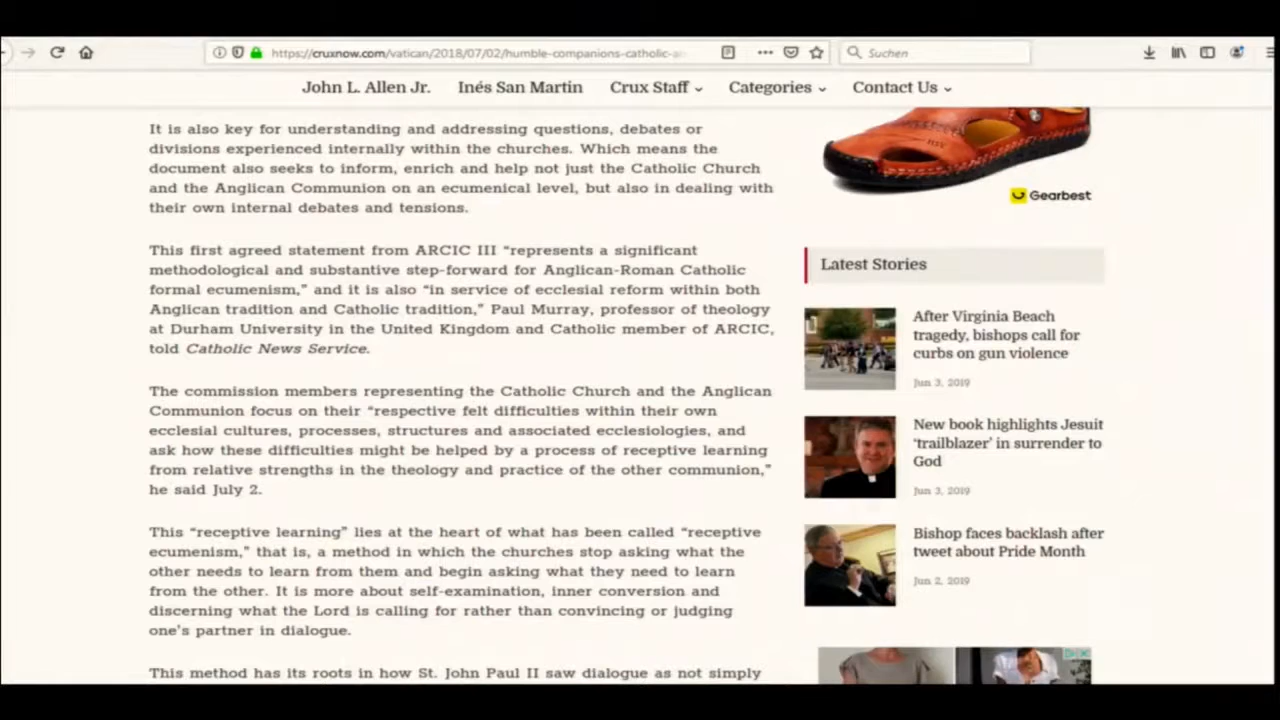 https://cruxnow.com/vatican/2018/07/02/humble-companions-catholic-a
Suchen
John L. Allen Jr.
Inés San Martin
Crux Staff
Categories
Contact Us
It is also key for understanding and addressing questions, debates or
divisions experienced internally within the churches. Which means the
document also seeks to inform, enrich and help not just the Catholic Church
and the Anglican Communion on an ecumenical level, but also in dealing with
their own internal debates and tensions.
This first agreed statement from ARCIC III “represents a significant
methodological and substantive step-forward for Anglican-Roman Catholic
formal ecumenism,” and it is also “in service of ecclesial reform within both
Anglican tradition and Catholic tradition,” Paul Murray, professor of theology
at Durham University in the United Kingdom and Catholic member of ARCIC,
told Catholic News Service.
The commission members representing the Catholic Church and the Anglican
Communion focus on their “respective felt difficulties within their own
ecclesial cultures, processes, structures and associated ecclesiologies, and
ask how these difficulties might be helped by a process of receptive learning
from relative strengths in the theology and practice of the other communion,”
he said July 2.
This “receptive learning” lies at the heart of what has been called “receptive
ecumenism,” that is, a method in which the churches stop asking what the
other needs to learn from them and begin asking what they need to learn
from the other. It is more about self-examination, inner conversion and
discerning what the Lord is calling for rather than convincing or judging
one’s partner in dialogue.
This method has its roots in how St. John Paul II saw dialogue as not simply
Gearbest
Latest Stories
After Virginia Beach
tragedy, bishops call for
curbs on gun violence
Jun 3, 2019
New book highlights Jesuit
‘trailblazer’ in surrender to
God
Jun 3, 2019
Bishop faces backlash after
tweet about Pride Month
Jun 2, 2019